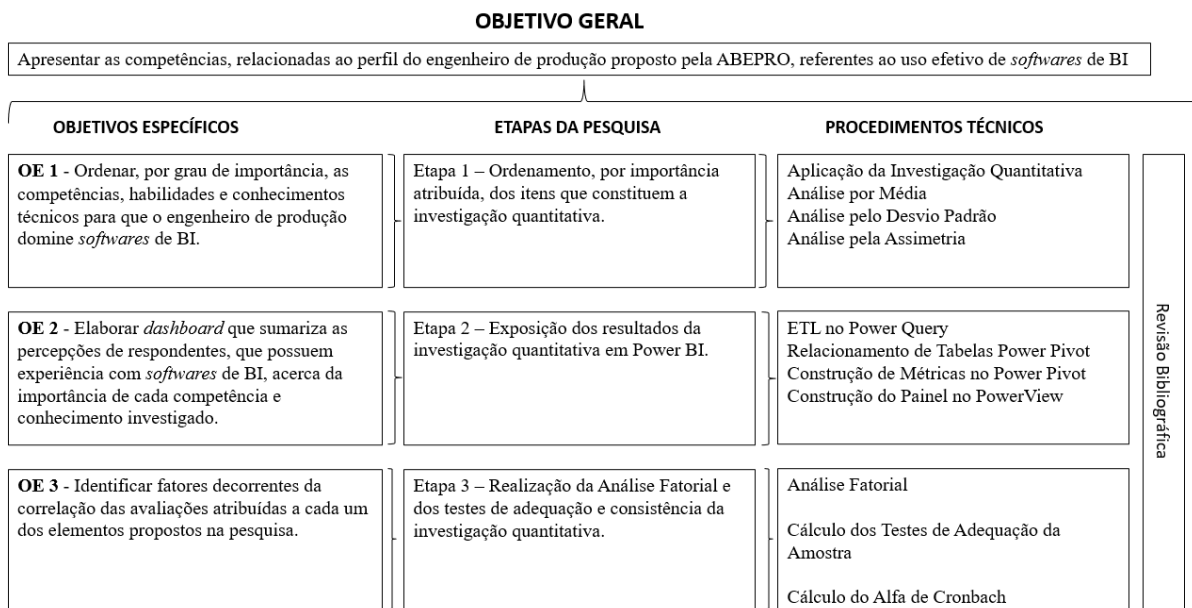 OBJETIVO GERAL
Apresentar as competências, relacionadas ao perfil do engenheiro de produção proposto pela ABEPRO, referentes ao uso efetivo de softwares de BI
OBJETIVOS ESPECÍFICOS
ETAPAS DA PESQUISA
PROCEDIMENTOS TÉCNICOS
OE 1 - Ordenar, por grau de importância, as
competências, habilidades e conhecimentos
técnicos para que o engenheiro de produção
domine softwares de BI.
Etapa 1 – Ordenamento, por importância
atribuída, dos itens que constituem a
investigação quantitativa.
Aplicação da Investigação Quantitativa
Análise por Média
Análise pelo Desvio Padrão
Análise pela Assimetria
OE 2 - Elaborar dashboard que sumariza as
percepções de respondentes, que possuem
experiência com softwares de BI, acerca da
importância de cada competência e
conhecimento investigado.
Etapa 2 – Exposição dos resultados da
investigação quantitativa em Power BI.
ETL no Power Query
Relacionamento de Tabelas Power Pivot
Construção de Métricas no Power Pivot
Construção do Painel no PowerView
OE 3 - Identificar fatores decorrentes da
correlação das avaliações atribuídas a cada um
dos elementos propostos na pesquisa.
Etapa 3 – Realização da Análise Fatorial e
dos testes de adequação e consistência da
investigação quantitativa.
Análise Fatorial
Cálculo dos Testes de Adequação da
Amostra
Cálculo do Alfa de Cronbach
Revisão Bibliográfica